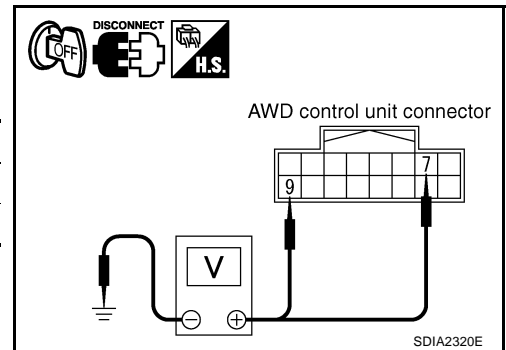 DISCONNECT
OFF
H.S.
AWD control unit connector
7
9
V
− +
SDIA2320E